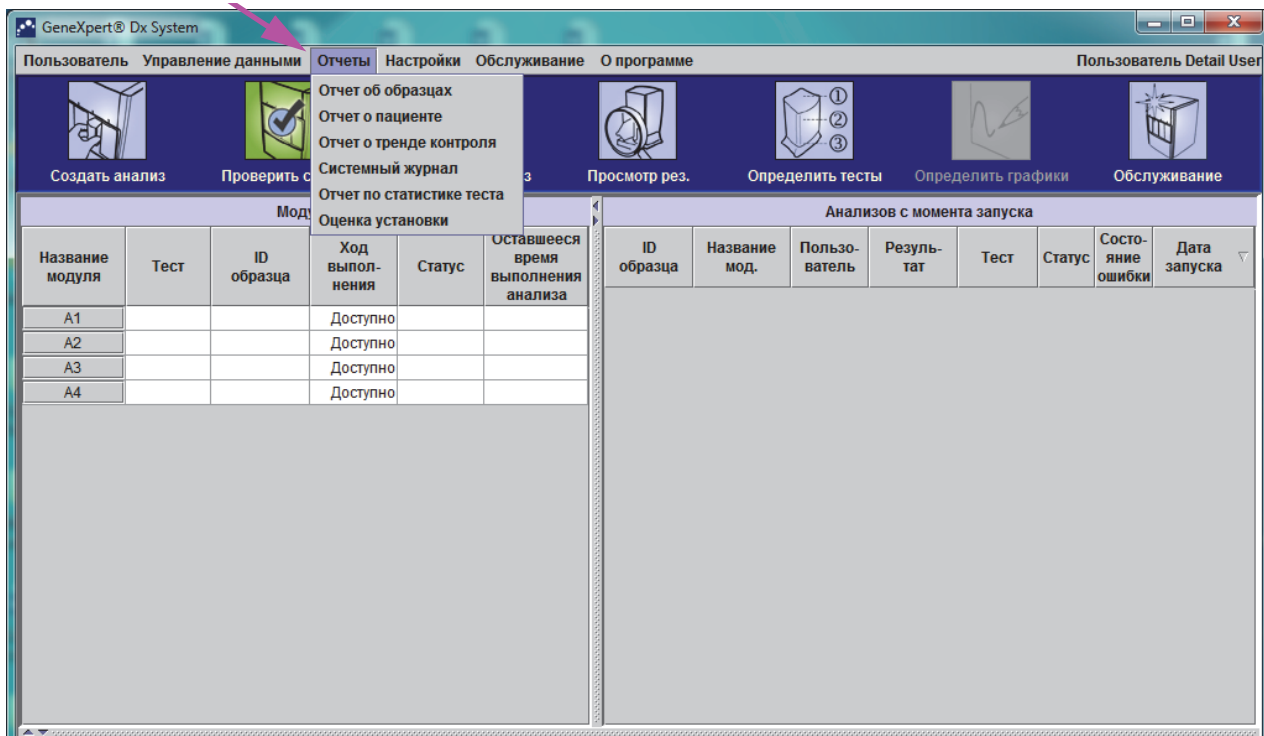 GeneXpert® Dx System
Пользователь Управление данными Отчеты Настройки Обслуживание О программе Пользователь Detail User
Отчет об образцах
Отчет о пациенте
Отчет о тренде контроля
Системный журнал
Отчет по статистике теста
Оценка установки
①
②
③
Создать анализ Проверить с з Просмотр рез. Определить тесты Определить графики Обслуживание
Мод Анализов с момента запуска
Название модуля
Тест
ID образца
Ход выпол-
нения
Статус
Оставшееся
время
выполнения
анализа
ID образца
Название мод.
Пользо-
ватель
Резуль-
тат
Тест
Статус
Состо-
яние
ошибки
Дата запуска
A1 Доступно
A2 Доступно
A3 Доступно
A4 Доступно